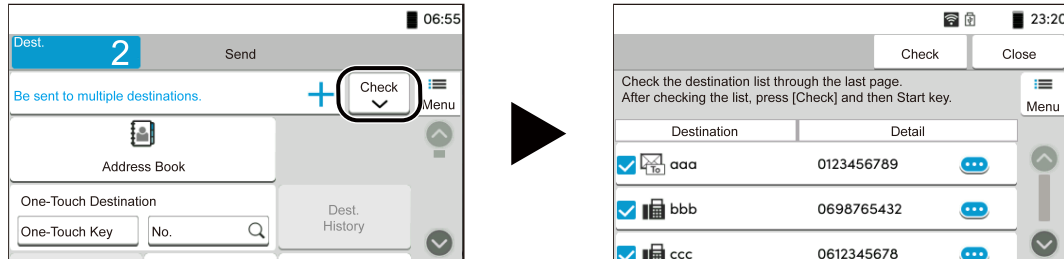 06:55
Dest.
2
Send
Be sent to multiple destinations.
Check
Menu
Address Book
One-Touch Destination
One-Touch Key
No.
Dest.
History
23:20
Check
Close
Check the destination list through the last page.
After checking the list, press [Check] and then Start key.
Menu
Destination
Detail
To
aaa
0123456789
bbb
0698765432
ccc
0612345678